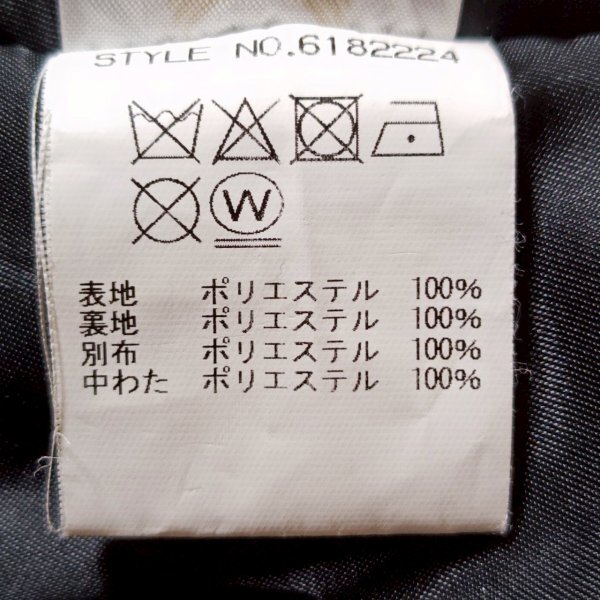 STYLE NO.6182224
W
表地 ポリエステル 100%
裏地 ポリエステル 100%
別布 ポリエステル 100%
中わた ポリエステル 100%